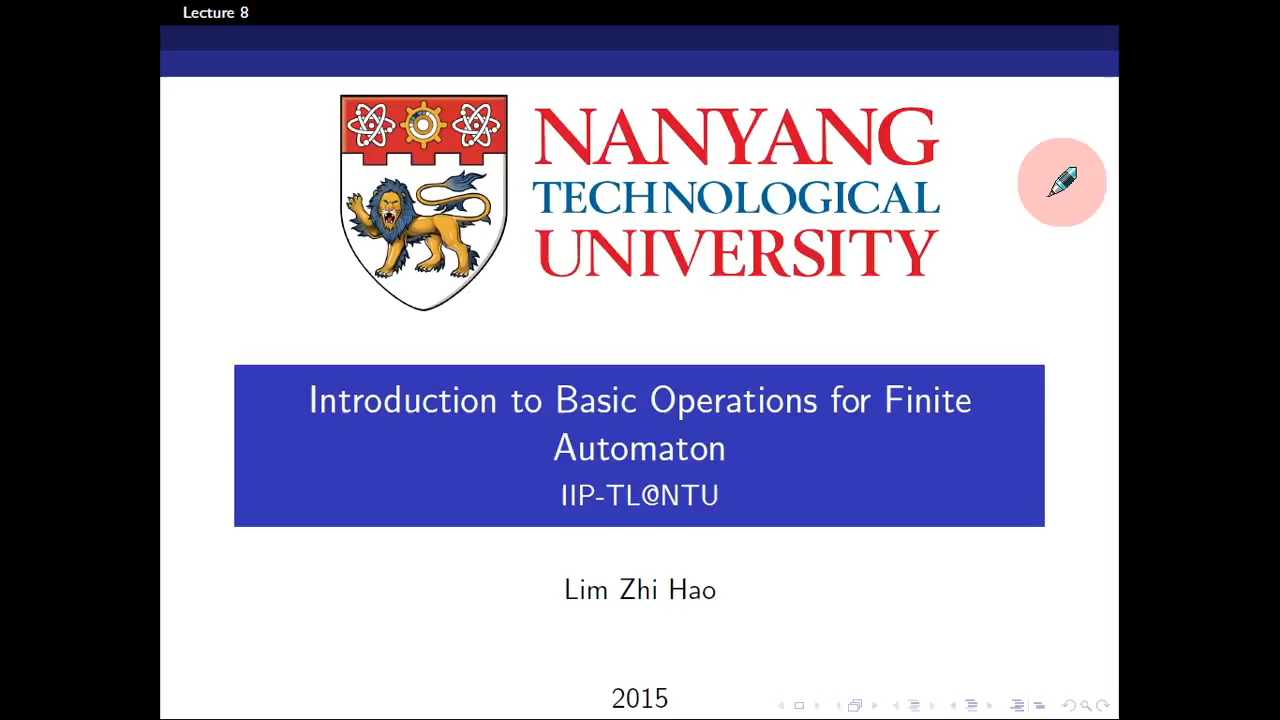 Lecture 8
NANYANG
TECHNOLOGICAL
UNIVERSITY
Introduction to Basic Operations for Finite
Automaton
IIP-TL@NTU
Lim Zhi Hao
2015